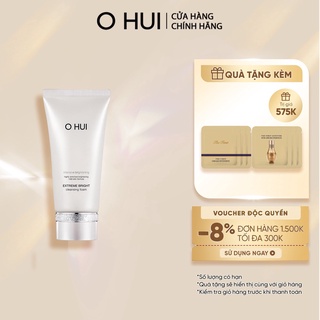 O HUI
CỬA HÀNG
CHÍNH HÃNG
QUÀ TẶNG KÈM
Trị giá
575K
O HUI
EXTREME BRIGHT
cleansing foam
VOUCHER ĐỘC QUYỀN
-8%
ĐƠN HÀNG 1.500K
TỐI ĐA 300K
SỬ DỤNG NGAY
*Số lượng có hạn
*Quà tặng sẽ hiển thị cùng với giỏ hàng
*Kiểm tra giỏ hàng trước khi thanh toán